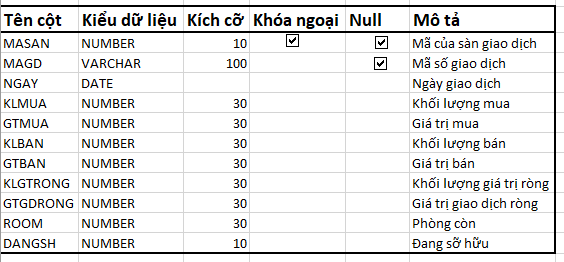 Tên cột Kiểu dữ liệu Kích cỡ Khóa ngoại Null Mô tả
MASAN NUMBER 10 Mã của sàn giao dịch
MAGD VARCHAR 100 Mã số giao dịch
NGAY DATE Ngày giao dịch
KLMUA NUMBER 30 Khối lượng mua
GTMUA NUMBER 30 Giá trị mua
KLBAN NUMBER 30 Khối lượng bán
GTBAN NUMBER 30 Giá trị bán
KLGTRONG NUMBER 30 Khối lượng giá trị ròng
GTGDRONG NUMBER 30 Giá trị giao dịch ròng
ROOM NUMBER 30 Phòng còn
DANGSH NUMBER 10 Đang sỡ hữu